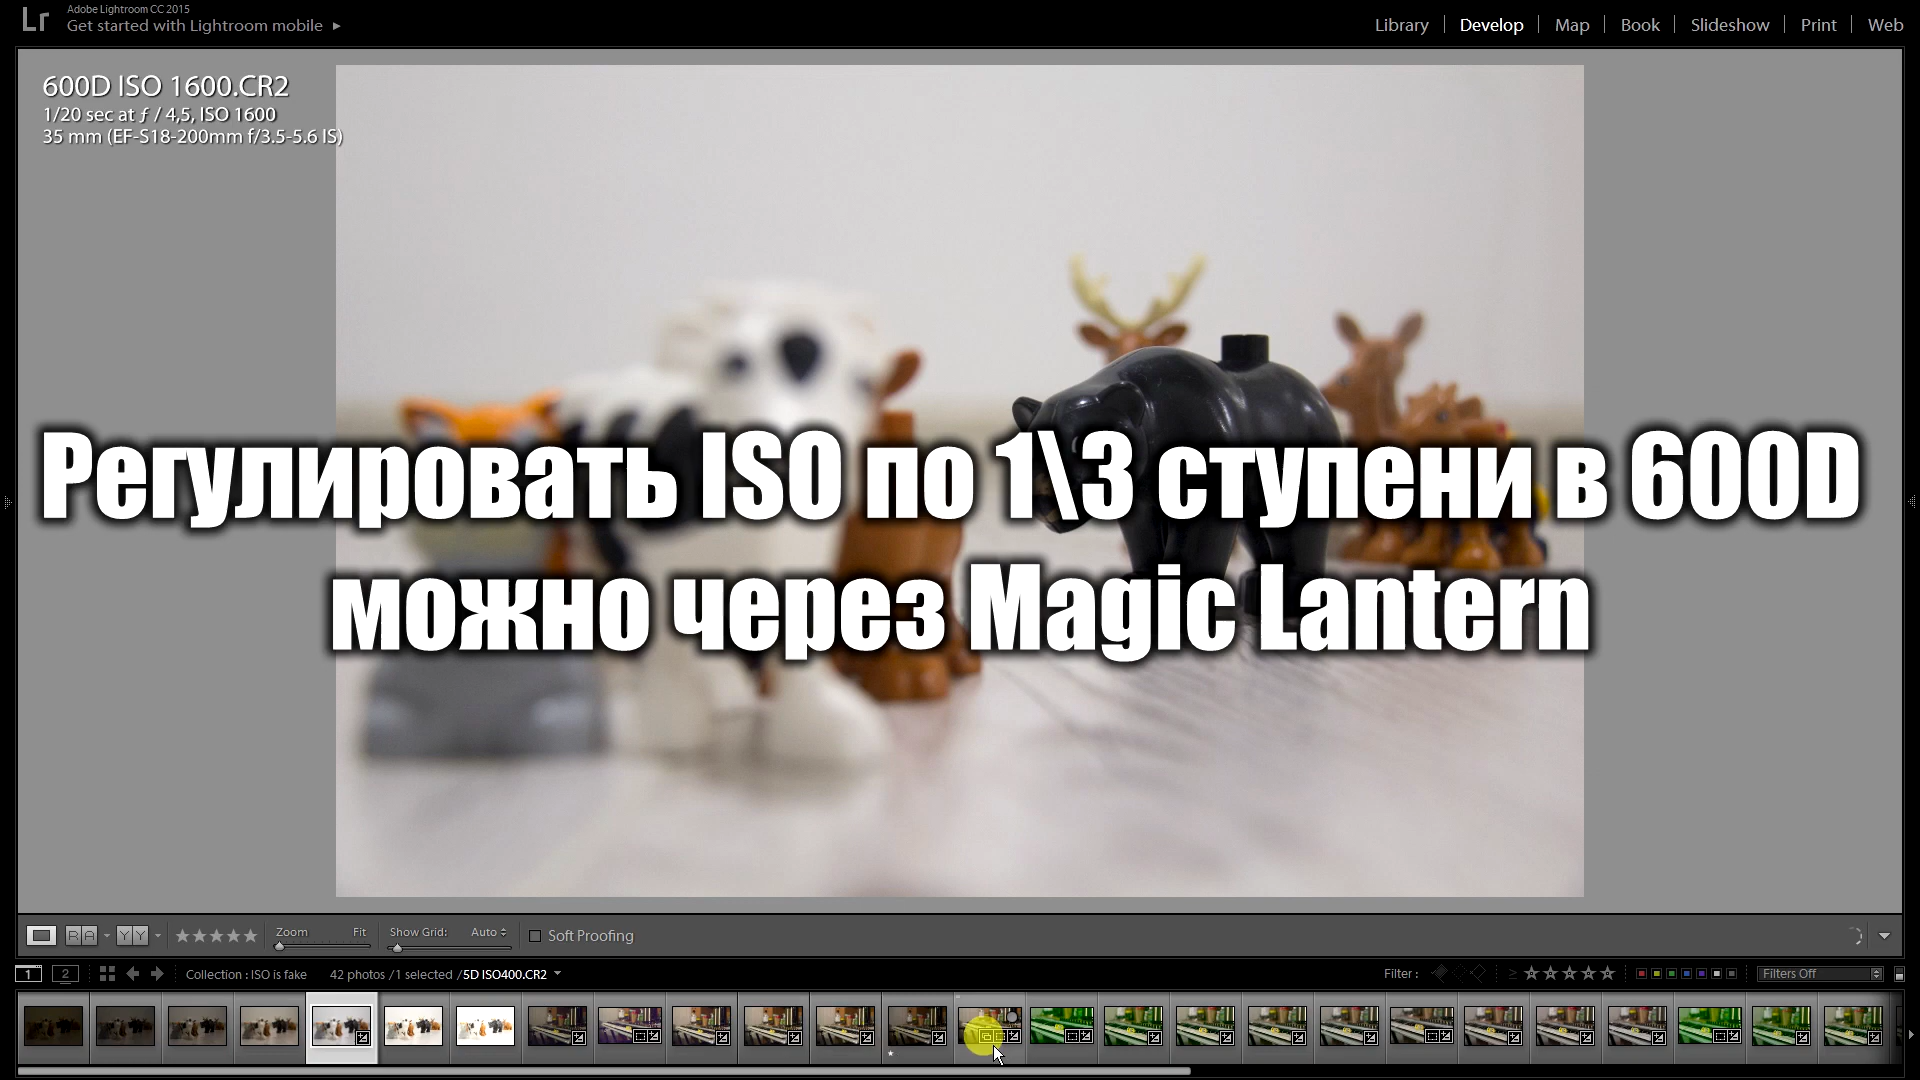 Lr
Adobe Lightroom CC 2015
Get started with Lightroom mobile
Library
Develop
Map
Book
Slideshow
Print
Web
600D ISO 1600.CR2
1/20 sec at ƒ / 4,5, ISO 1600
35 mm (EF-S18-200mm f/3.5-5.6 IS)
Регулировать ISO по 1\3 ступени в 600D
можно через Magic Lantern
R A
Y Y
Zoom
Fit
Show Grid:
Auto
Soft Proofing
1
2
Collection : ISO is fake
42 photos /1 selected /5D ISO400.CR2
Filter :
Filters Off